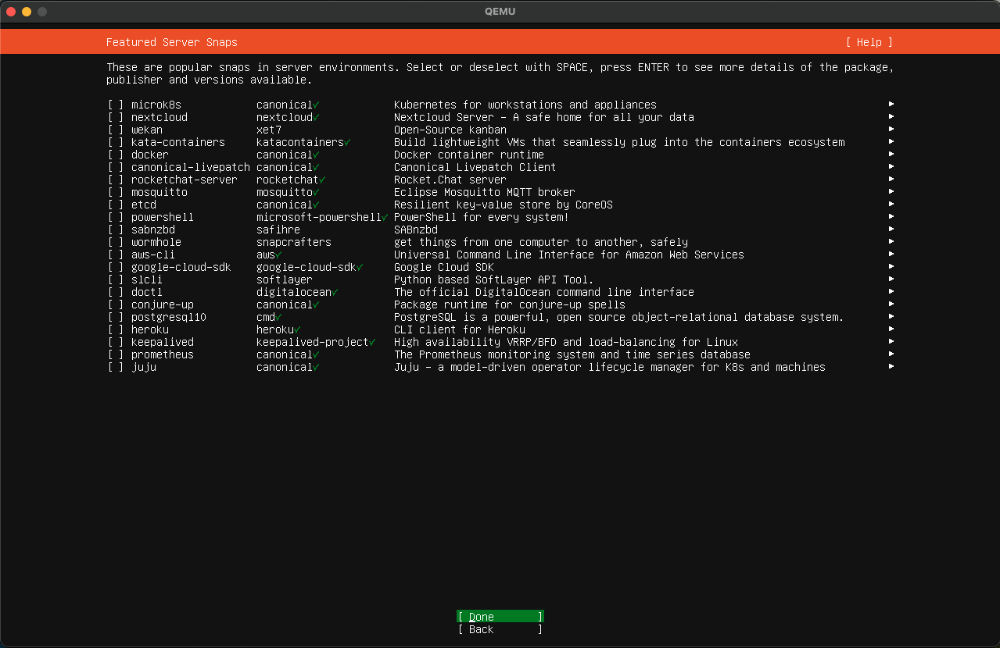 QEMU
Featured Server Snaps [ Help ]
These are popular snaps in server environments. Select or deselect with SPACE, press ENTER to see more details of the package,
publisher and versions available.
[ ] microk8s canonical✓ Kubernetes for workstations and appliances ▸
[ ] nextcloud nextcloud✓ Nextcloud Server - A safe home for all your data ▸
[ ] wekan xet7 Open-Source kanban ▸
[ ] kata-containers katacontainers✓ Build lightweight VMs that seamlessly plug into the containers ecosystem ▸
[ ] docker canonical✓ Docker container runtime ▸
[ ] canonical-livepatch canonical✓ Canonical Livepatch Client ▸
[ ] rocketchat-server rocketchat✓ Rocket.Chat server ▸
[ ] mosquitto mosquitto✓ Eclipse Mosquitto MQTT broker ▸
[ ] etcd canonical✓ Resilient key-value store by CoreOS ▸
[ ] powershell microsoft-powershell✓ PowerShell for every system! ▸
[ ] sabnzbd safihre SABnzbd ▸
[ ] wormhole snapcrafters get things from one computer to another, safely ▸
[ ] aws-cli aws✓ Universal Command Line Interface for Amazon Web Services ▸
[ ] google-cloud-sdk google-cloud-sdk✓ Google Cloud SDK ▸
[ ] slcli softlayer Python based SoftLayer API Tool. ▸
[ ] doctl digitalocean✓ The official DigitalOcean command line interface ▸
[ ] conjure-up canonical✓ Package runtime for conjure-up spells ▸
[ ] postgresql10 cmd✓ PostgreSQL is a powerful, open source object-relational database system. ▸
[ ] heroku heroku✓ CLI client for Heroku ▸
[ ] keepalived keepalived-project✓ High availability VRRP/BFD and load-balancing for Linux ▸
[ ] prometheus canonical✓ The Prometheus monitoring system and time series database ▸
[ ] juju canonical✓ Juju - a model-driven operator lifecycle manager for K8s and machines ▸
[ Done ]
[ Back ]